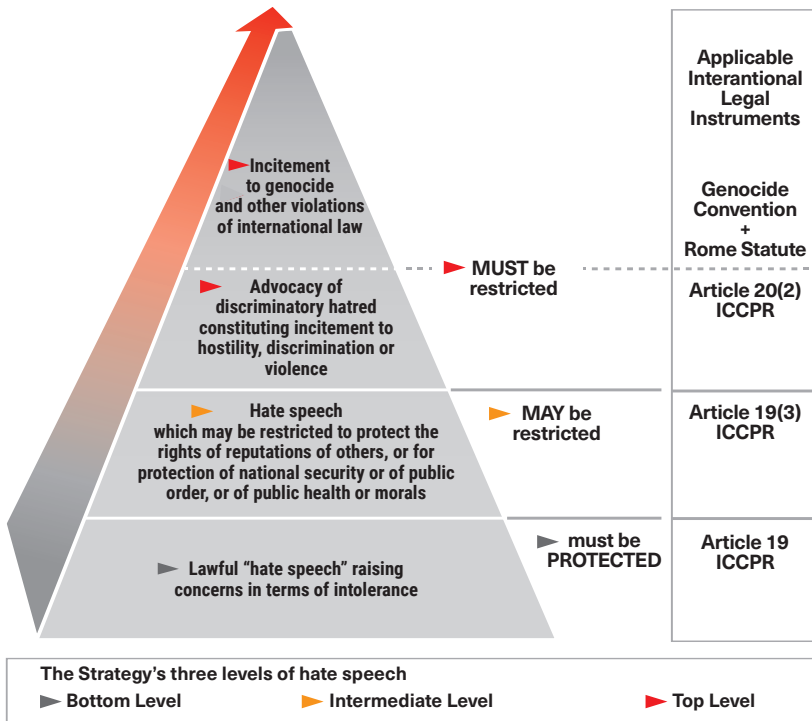 Applicable
Interantional
Legal
Instruments
Incitement
to genocide
and other violations
of international law
Genocide
Convention
+
Rome Statute
MUST be
restricted
Advocacy of
discriminatory hatred
constituting incitement to
hostility, discrimination or
violence
Article 20(2)
ICCPR
Hate speech
which may be restricted to protect the
rights of reputations of others, or for
protection of national security or of public
order, or of public health or morals
MAY be
restricted
Article 19(3)
ICCPR
Lawful “hate speech” raising
concerns in terms of intolerance
must be
PROTECTED
Article 19
ICCPR
The Strategy's three levels of hate speech
Bottom Level
Intermediate Level
Top Level